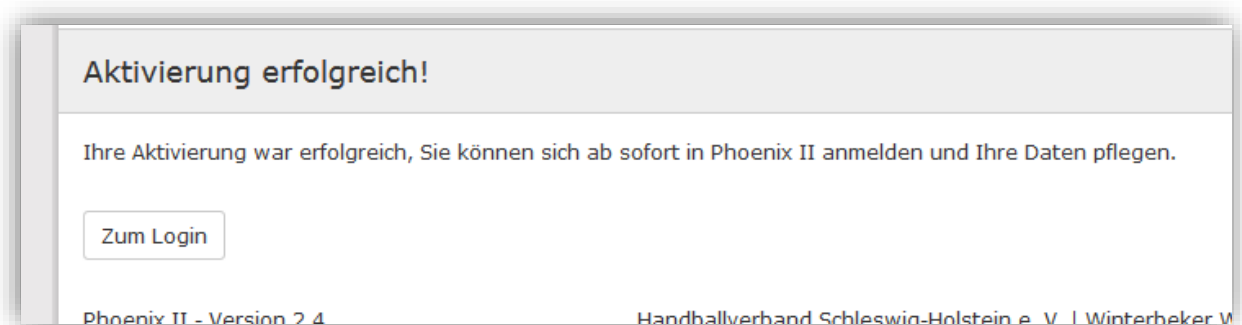 Aktivierung erfolgreich!
Ihre Aktivierung war erfolgreich, Sie können sich ab sofort in Phoenix II anmelden und Ihre Daten pflegen.
Zum Login
Phoenix II - Version 2.4 Handballverband Schleswig-Holstein e. V. | Winterbeker